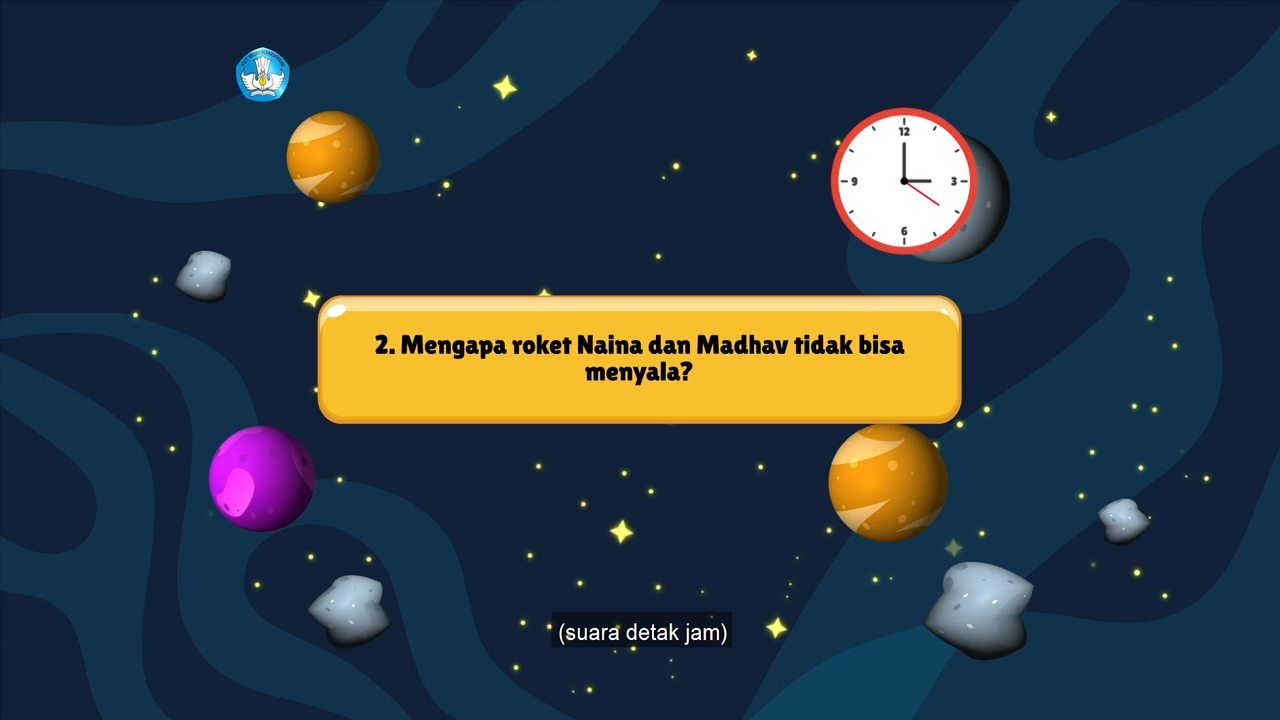 12
9
3
6
2. Mengapa roket Naina dan Madhav tidak bisa
menyala?
(suara detak jam)